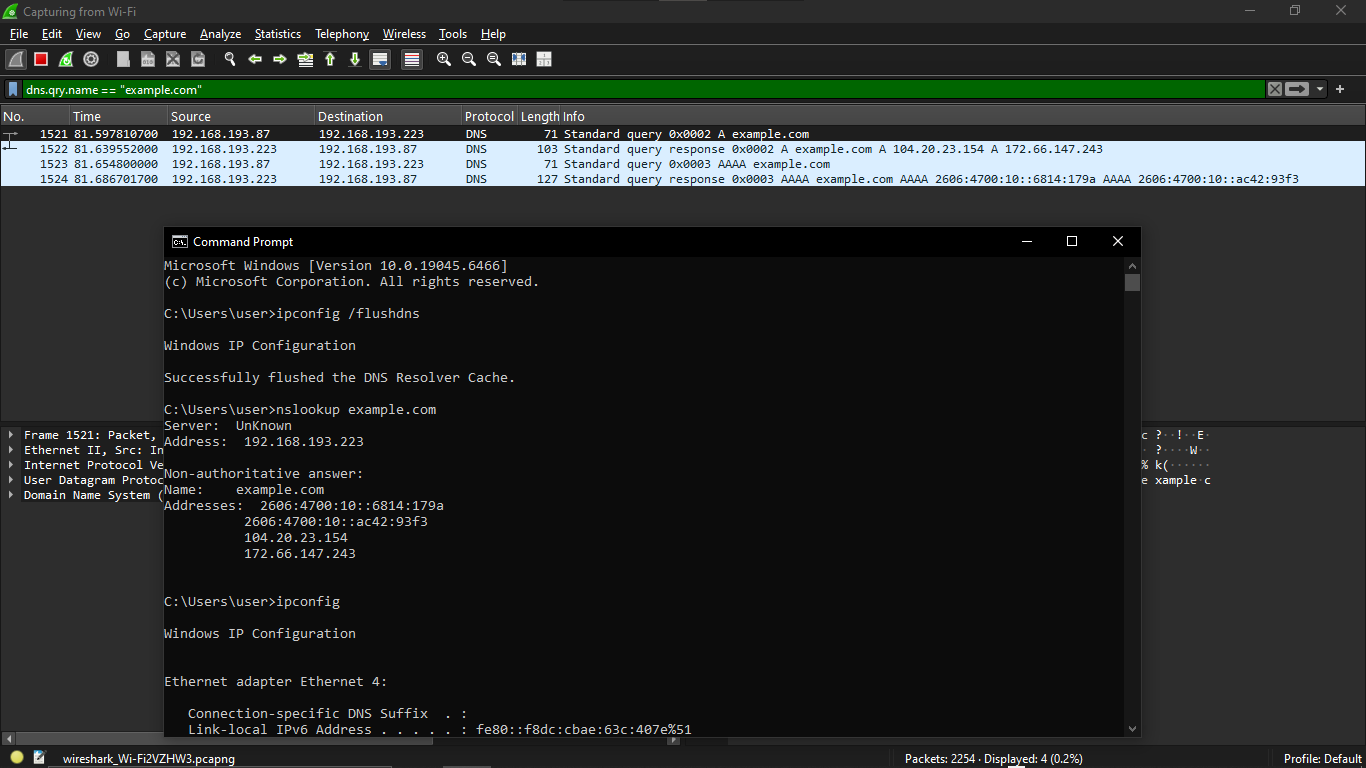 Capturing from Wi-Fi
File Edit View Go Capture Analyze Statistics Telephony Wireless Tools Help
dns.qry.name == "example.com"
No. Time Source Destination Protocol Length Info
1521 81.597810700 192.168.193.87 192.168.193.223 DNS 71 Standard query 0x0002 A example.com
1522 81.639552000 192.168.193.223 192.168.193.87 DNS 103 Standard query response 0x0002 A example.com A 104.20.23.154 A 172.66.147.243
1523 81.654800000 192.168.193.87 192.168.193.223 DNS 71 Standard query 0x0003 AAAA example.com
1524 81.686701700 192.168.193.223 192.168.193.87 DNS 127 Standard query response 0x0003 AAAA example.com AAAA 2606:4700:10::6814:179a AAAA 2606:4700:10::ac42:93f3
Command Prompt
Microsoft Windows [Version 10.0.19045.6466]
(c) Microsoft Corporation. All rights reserved.
C:\Users\user>ipconfig /flushdns
Windows IP Configuration
Successfully flushed the DNS Resolver Cache.
C:\Users\user>nslookup example.com
Server:  UnKnown
Address:  192.168.193.223
Non-authoritative answer:
Name:    example.com
Addresses:  2606:4700:10::6814:179a
2606:4700:10::ac42:93f3
104.20.23.154
172.66.147.243
C:\Users\user>ipconfig
Windows IP Configuration
Ethernet adapter Ethernet 4:
Connection-specific DNS Suffix  . :
Link-local IPv6 Address . . . . . : fe80::f8dc:cbae:63c:407e%51
Frame 1521: Packet,
Ethernet II, Src: In
Internet Protocol Ve
User Datagram Protoc
Domain Name System (
c ?··!··E·
· ?····W··
% k(······
e xample·c
wireshark_Wi-Fi2VZHW3.pcapng
Packets: 2254 · Displayed: 4 (0.2%)
Profile: Default